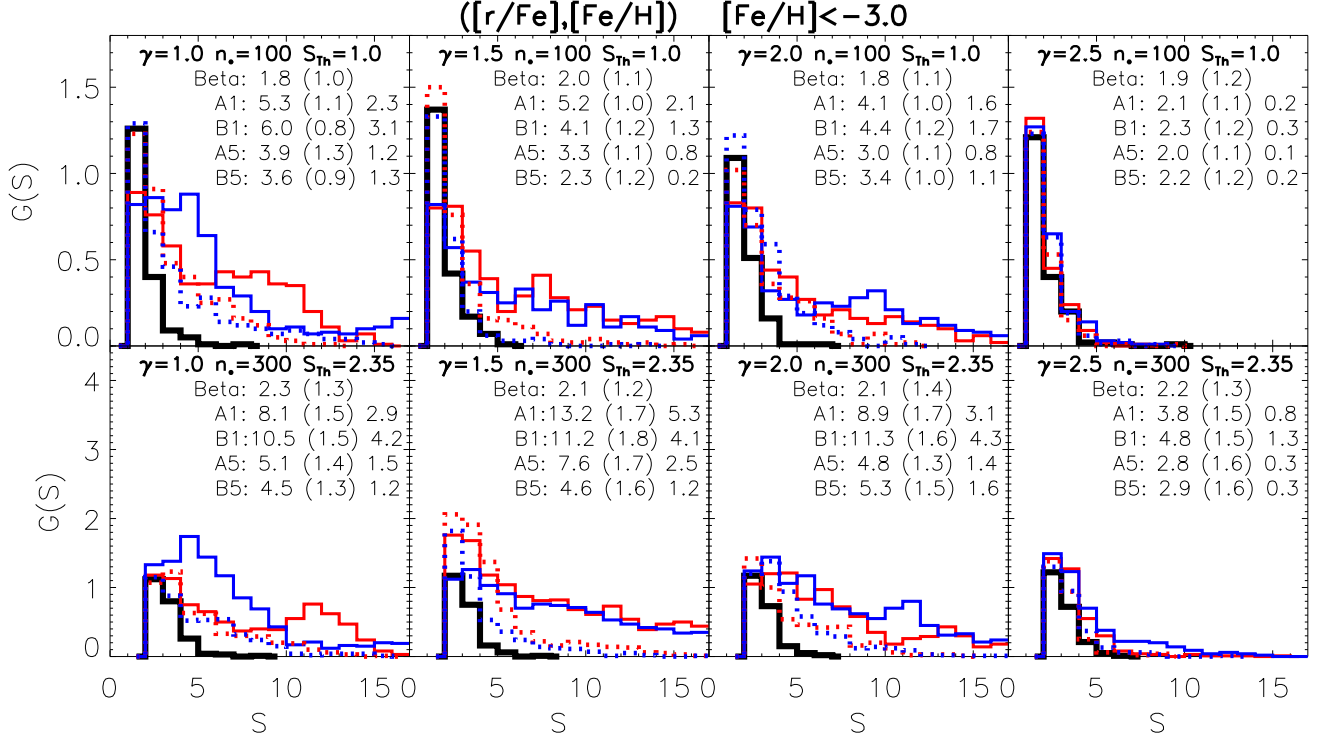 ([r/Fe],[Fe/H]) [Fe/H]<−3.0
γ=1.0 n*=100 S_Th=1.0
Beta: 1.8 (1.0)
A1: 5.3 (1.1) 2.3
B1: 6.0 (0.8) 3.1
A5: 3.9 (1.3) 1.2
B5: 3.6 (0.9) 1.3
γ=1.5 n*=100 S_Th=1.0
Beta: 2.0 (1.1)
A1: 5.2 (1.0) 2.1
B1: 4.1 (1.2) 1.3
A5: 3.3 (1.1) 0.8
B5: 2.3 (1.2) 0.2
γ=2.0 n*=100 S_Th=1.0
Beta: 1.8 (1.1)
A1: 4.1 (1.0) 1.6
B1: 4.4 (1.2) 1.7
A5: 3.0 (1.1) 0.8
B5: 3.4 (1.0) 1.1
γ=2.5 n*=100 S_Th=1.0
Beta: 1.9 (1.2)
A1: 2.1 (1.1) 0.2
B1: 2.3 (1.2) 0.3
A5: 2.0 (1.1) 0.1
B5: 2.2 (1.2) 0.2
G(S)
1.5
1.0
0.5
0.0
γ=1.0 n*=300 S_Th=2.35
Beta: 2.3 (1.3)
A1: 8.1 (1.5) 2.9
B1:10.5 (1.5) 4.2
A5: 5.1 (1.4) 1.5
B5: 4.5 (1.3) 1.2
γ=1.5 n*=300 S_Th=2.35
Beta: 2.1 (1.2)
A1:13.2 (1.7) 5.3
B1:11.2 (1.8) 4.1
A5: 7.6 (1.7) 2.5
B5: 4.6 (1.6) 1.2
γ=2.0 n*=300 S_Th=2.35
Beta: 2.1 (1.4)
A1: 8.9 (1.7) 3.1
B1:11.3 (1.6) 4.3
A5: 4.8 (1.3) 1.4
B5: 5.3 (1.5) 1.6
γ=2.5 n*=300 S_Th=2.35
Beta: 2.2 (1.3)
A1: 3.8 (1.5) 0.8
B1: 4.8 (1.5) 1.3
A5: 2.8 (1.6) 0.3
B5: 2.9 (1.6) 0.3
G(S)
4
3
2
1
0
0 5 10 15 0 5 10 15 0 5 10 15 0 5 10 15
S S S S